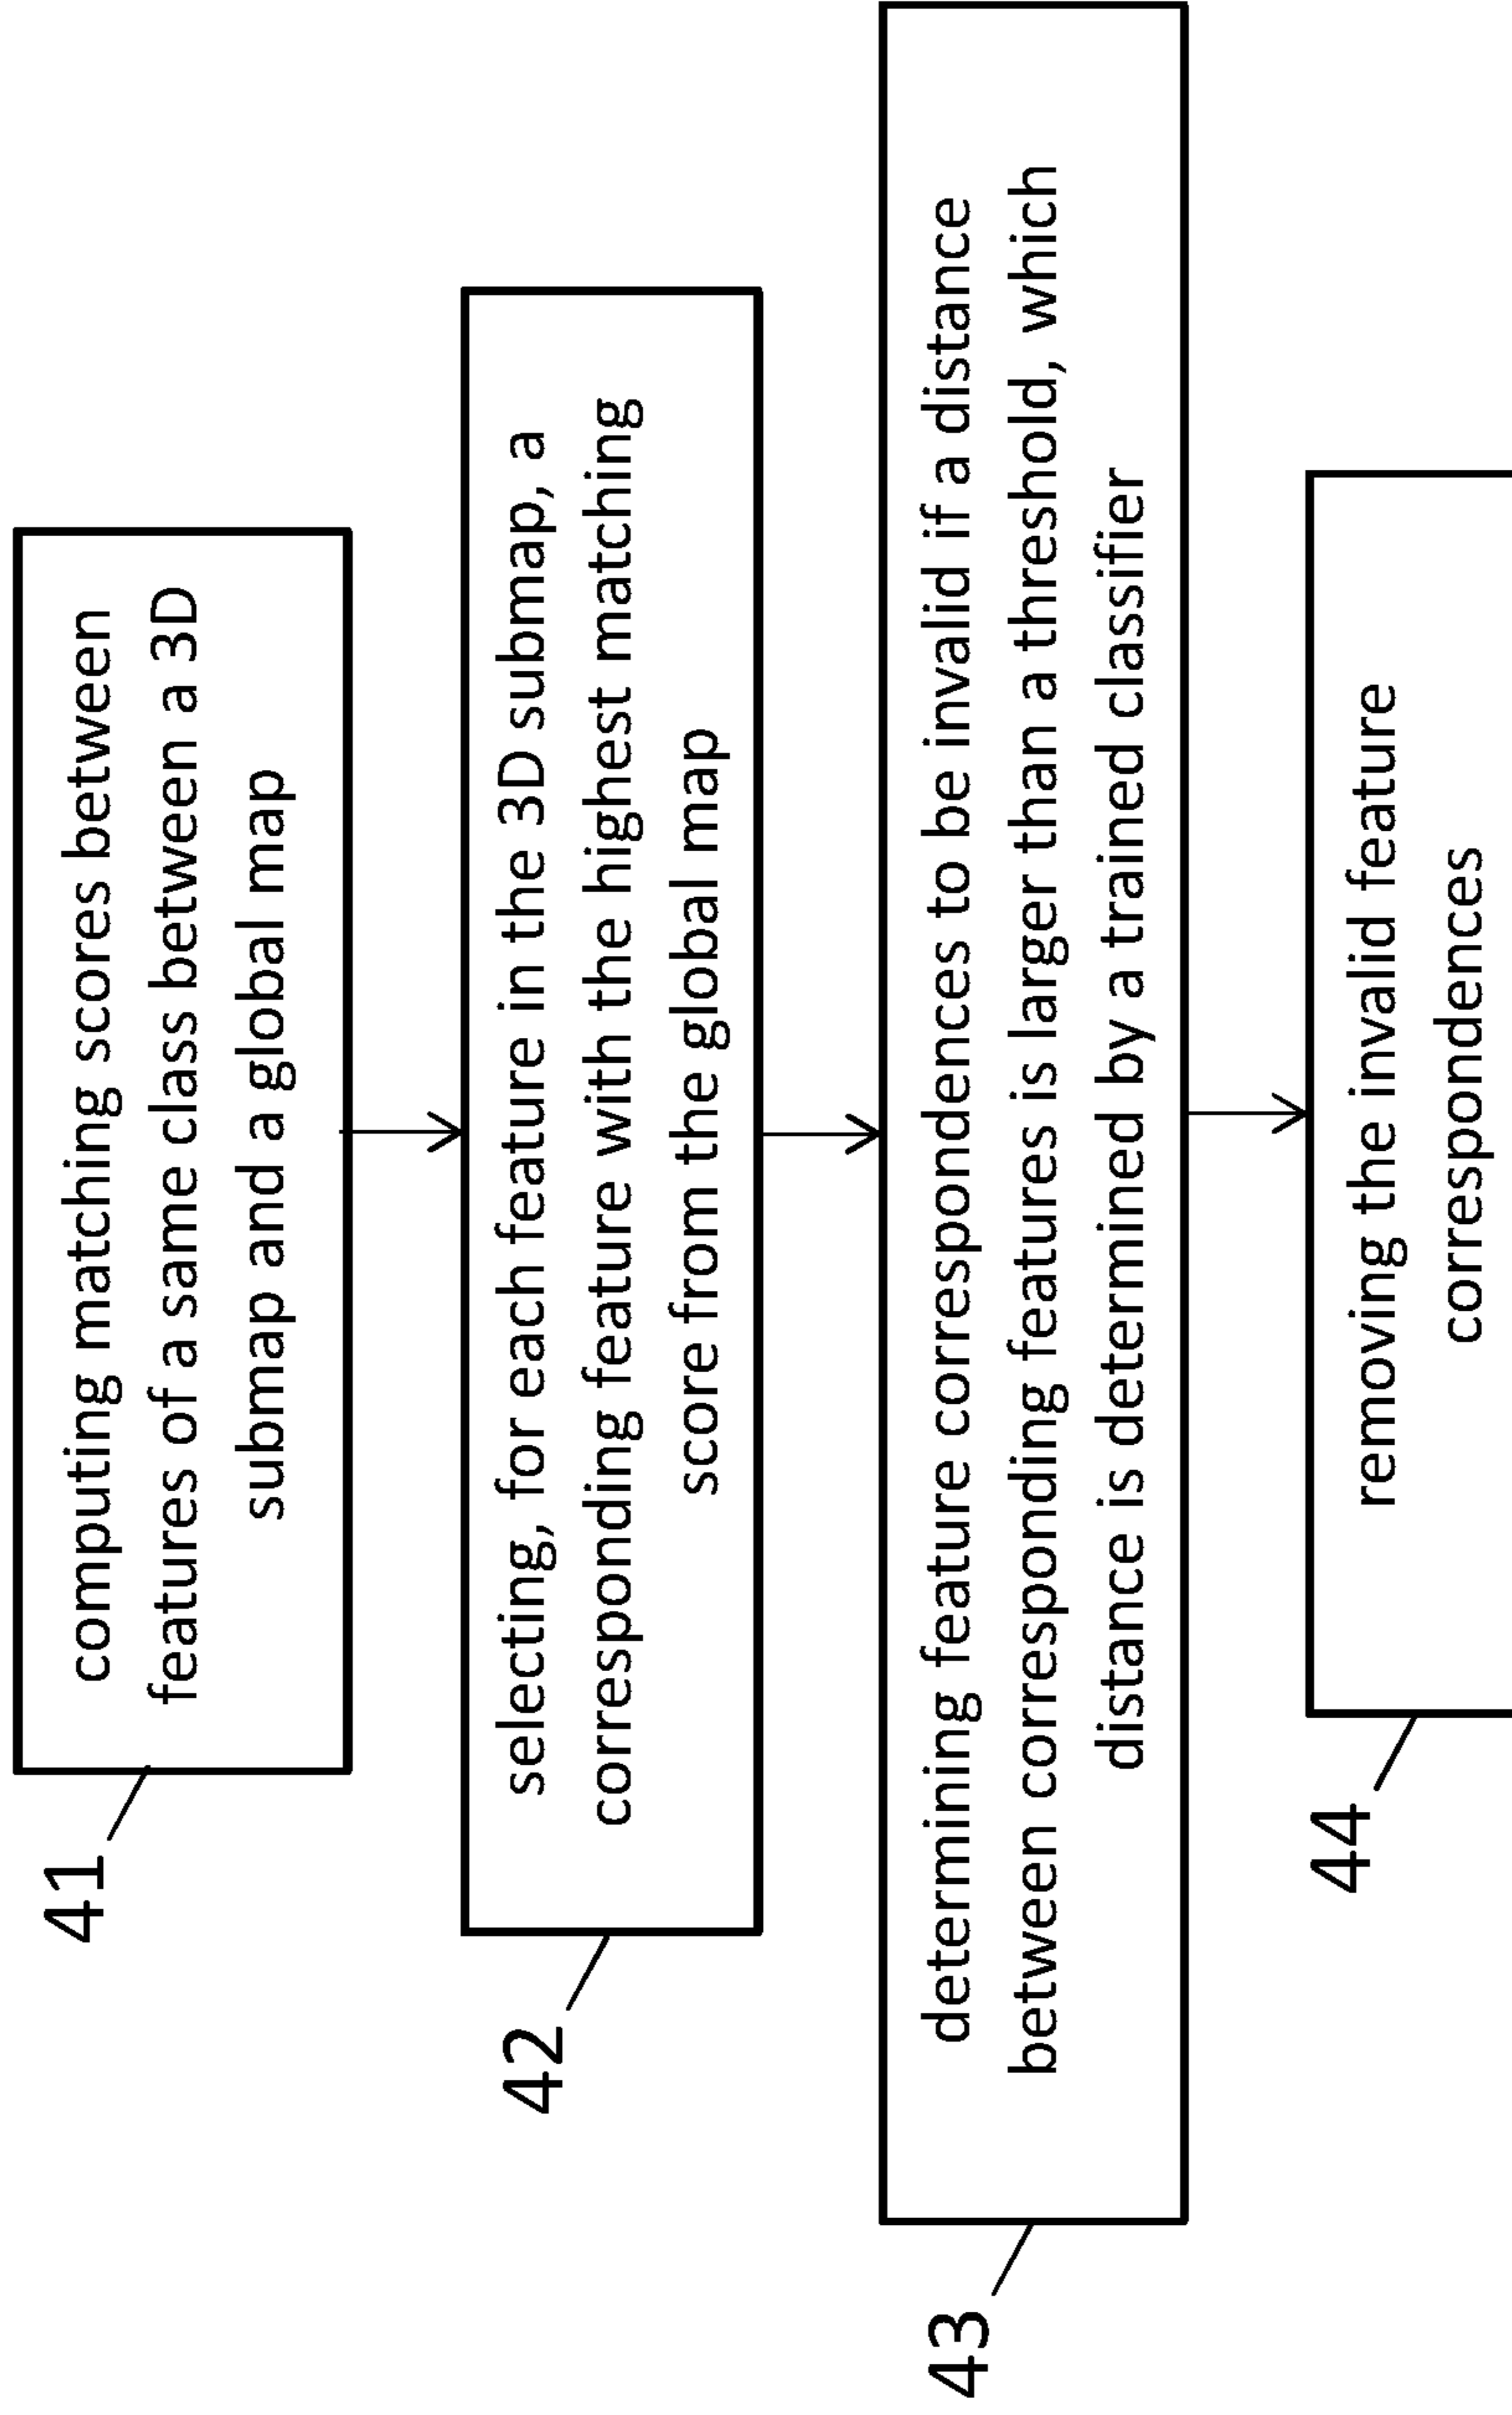 41
computing matching scores between
features of a same class between a 3D
submap and a global map
42
selecting, for each feature in the 3D submap, a
corresponding feature with the highest matching
score from the global map
43
determining feature correspondences to be invalid if a distance
between corresponding features is larger than a threshold, which
distance is determined by a trained classifier
44
removing the invalid feature
correspondences